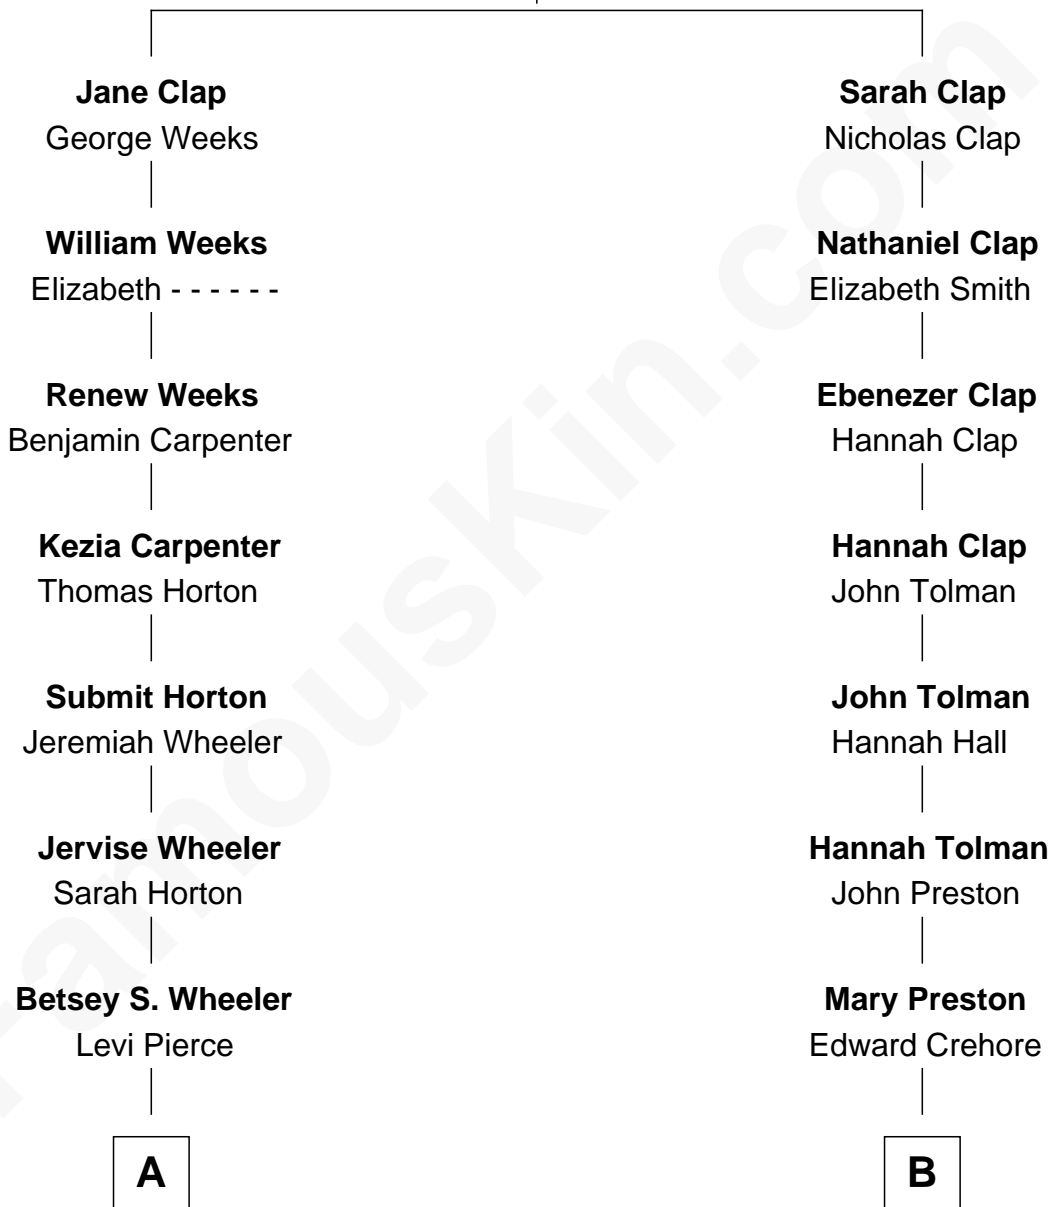 Jane Clap
George Weeks
William Weeks
Elizabeth - - - - - -
Renew Weeks
Benjamin Carpenter
Kezia Carpenter
Thomas Horton
Submit Horton
Jeremiah Wheeler
Jervise Wheeler
Sarah Horton
Betsey S. Wheeler
Levi Pierce
A
Sarah Clap
Nicholas Clap
Nathaniel Clap
Elizabeth Smith
Ebenezer Clap
Hannah Clap
Hannah Clap
John Tolman
John Tolman
Hannah Hall
Hannah Tolman
John Preston
Mary Preston
Edward Crehore
B
FamousKin.com